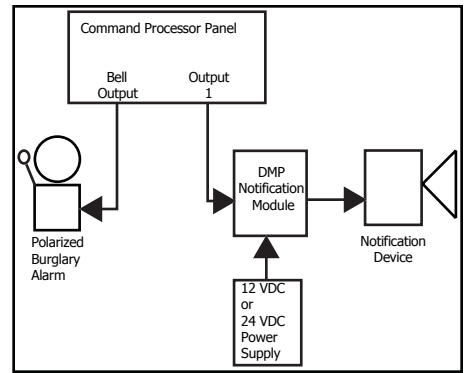 Command Processor Panel
Bell
Output
Output
1
DMP
Notification
Module
Polarized
Burglary
Alarm
Notification
Device
12 VDC
or
24 VDC
Power
Supply